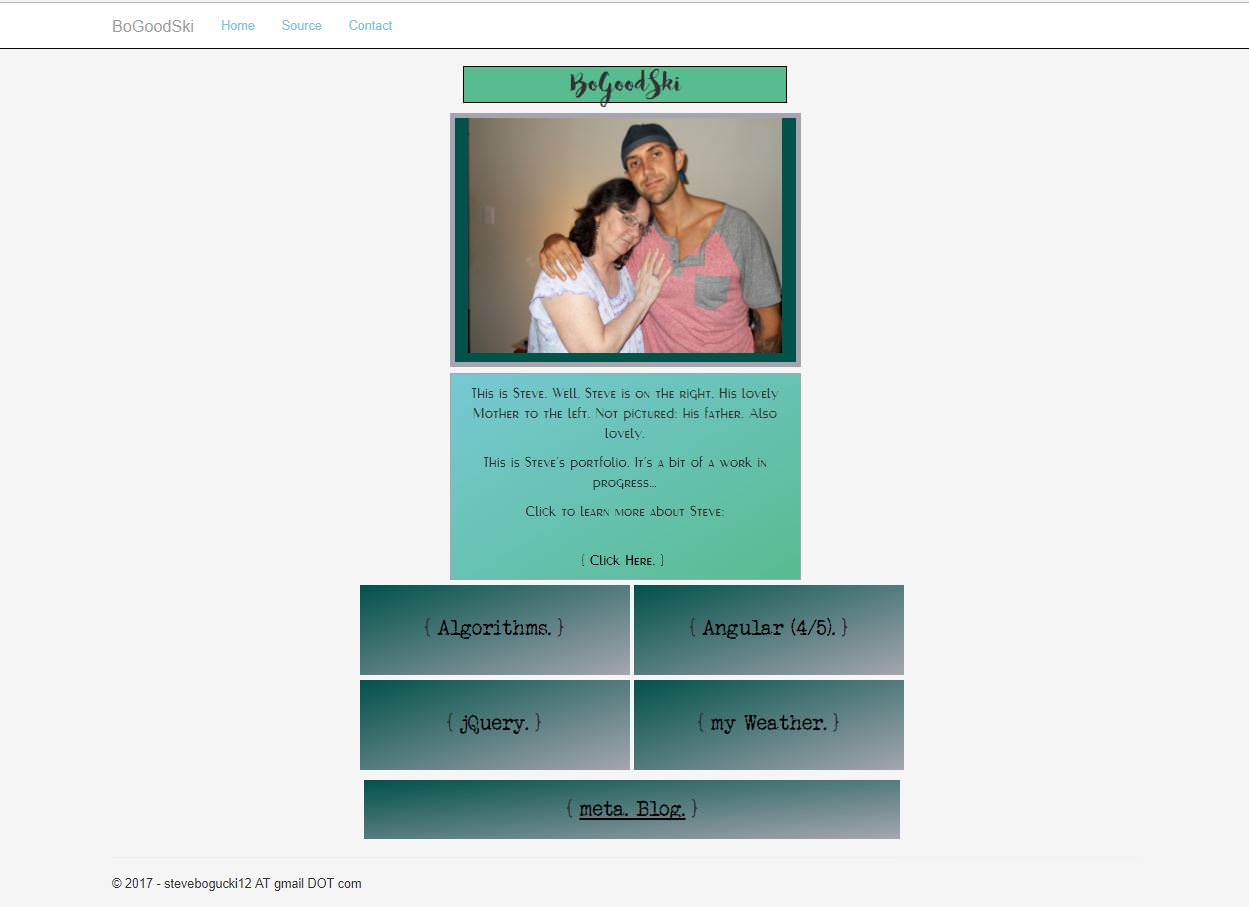 BoGoodSki Home Source Contact
BoGoodSki
This is Steve. Well. Steve is on the right. His lovely
Mother to the left. Not pictured: his father. Also
lovely.
This is Steve's portfolio. It's a bit of a work in
progress...
Click to learn more about Steve:
{ Click Here. }
{ Algorithms. } { Angular (4/5). }
{ jQuery. } { my Weather. }
{ meta. Blog. }
© 2017 - stevebogucki12 AT gmail DOT com